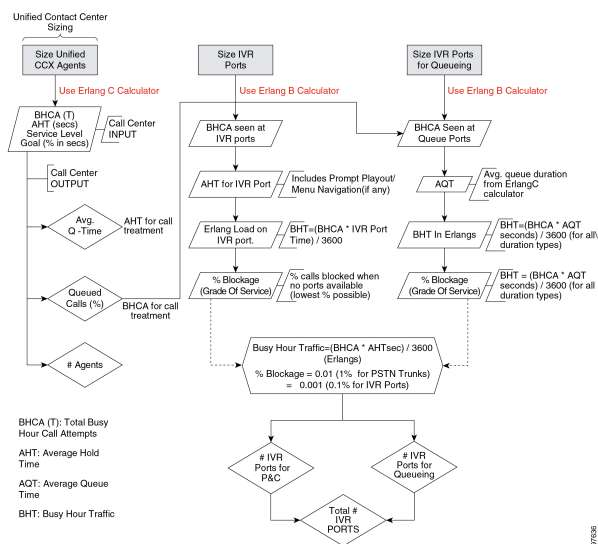 Unified Contact Center
Sizing
Size Unified
CCX Agents
Size IVR
Ports
Size IVR Ports
for Queueing
Use Erlang C Calculator
Use Erlang B Calculator
Use Erlang B Calculator
BHCA (T)
AHT (secs)
Service Level
Goal (% in secs)
Call Center
INPUT
BHCA seen at
IVR ports
BHCA Seen at
Queue Ports
Call Center
OUTPUT
AHT for IVR Port
Includes Prompt Playout/
Menu Navigation(if any)
AQT
Avg. queue duration
from ErlangC
calculator
Avg.
Q -Time
AHT for call
treatment
Erlang Load on
IVR port.
BHT=(BHCA * IVR Port
Time) / 3600
BHT In Erlangs
BHT=(BHCA * AQT
seconds) / 3600 (for all\
duration types)
Queued
Calls (%)
BHCA for call
treatment
% Blockage
(Grade Of Service)
% calls blocked when
no ports available
(lowest % possible)
% Blockage
(Grade Of Service)
BHT = (BHCA * AQT
seconds) / 3600 (for all
duration types)
# Agents
Busy Hour Traffic=(BHCA * AHTsec) / 3600
(Erlangs)
% Blockage = 0.01 (1% for PSTN Trunks)
= 0.001 (0.1% for IVR Ports)
BHCA (T): Total Busy
Hour Call Attempts
AHT: Average Hold
Time
AQT: Average Queue
Time
BHT: Busy Hour Traffic
# IVR
Ports for
P&C
# IVR
Ports for
Queueing
Total #
IVR
PORTS